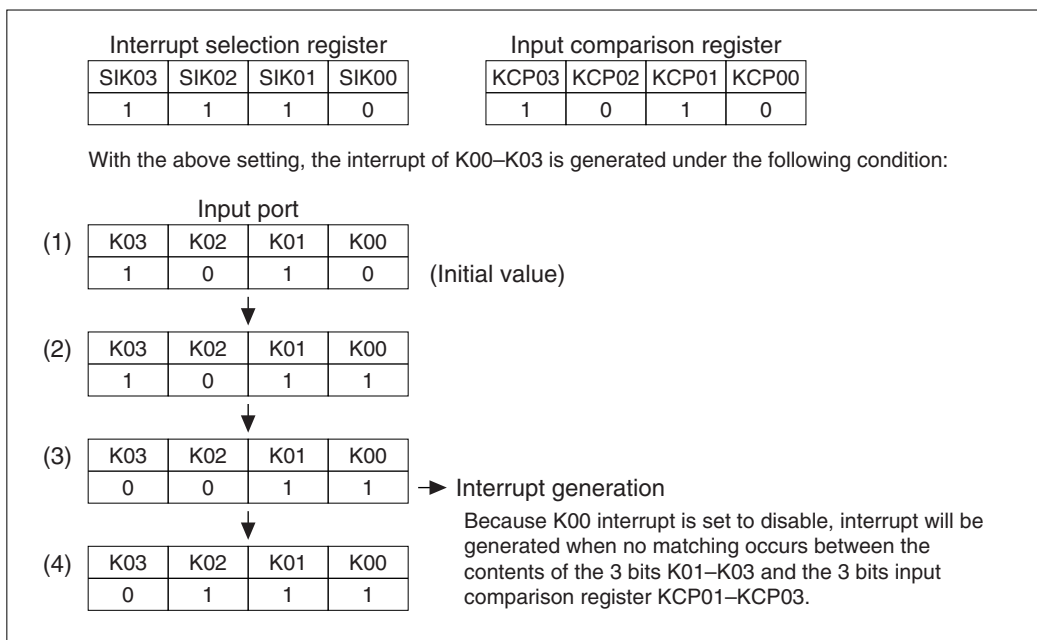 Interrupt selection register
SIK03 SIK02 SIK01 SIK00
1 1 1 0
Input comparison register
KCP03 KCP02 KCP01 KCP00
1 0 1 0
With the above setting, the interrupt of K00–K03 is generated under the following condition:
Input port
(1) K03 K02 K01 K00
1 0 1 0 (Initial value)
(2) K03 K02 K01 K00
1 0 1 1
(3) K03 K02 K01 K00
0 0 1 1 Interrupt generation
Because K00 interrupt is set to disable, interrupt will be
generated when no matching occurs between the
contents of the 3 bits K01–K03 and the 3 bits input
comparison register KCP01–KCP03.
(4) K03 K02 K01 K00
0 1 1 1